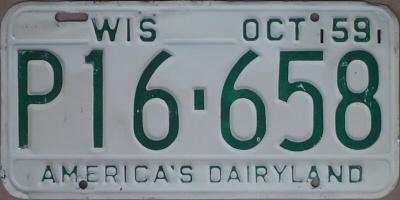 WIS OCT 59
P16-658
AMERICA'S DAIRYLAND